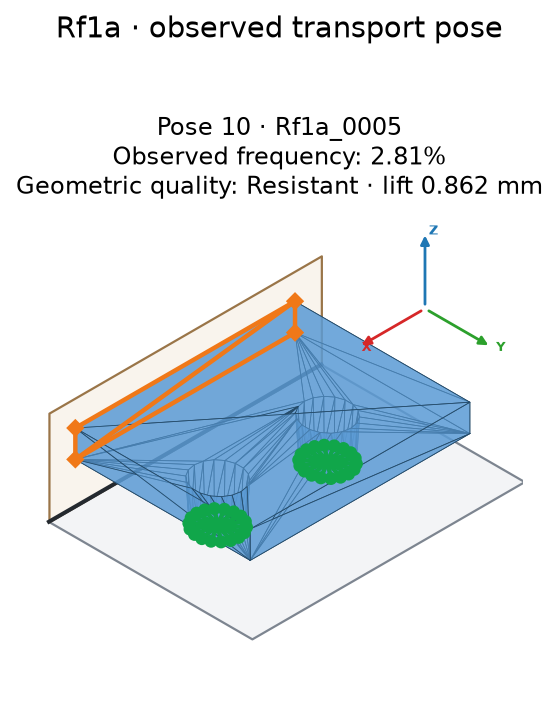 Rf1a · observed transport pose
Pose 10 · Rf1a_0005
Observed frequency: 2.81%
Geometric quality: Resistant · lift 0.862 mm
Z
X
Y